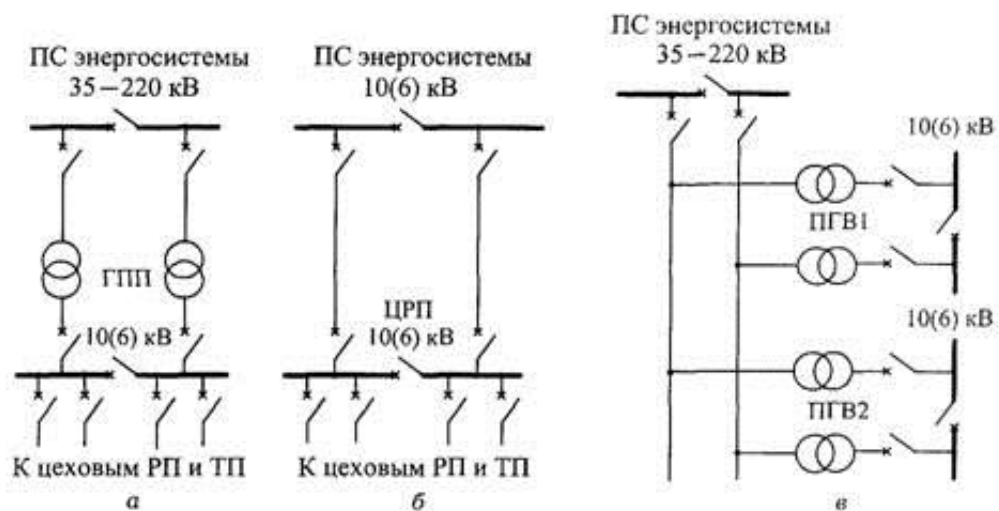 ПС энергосистемы
35–220 кВ
ГПП
10(6) кВ
К цеховым РП и ТП
а
ПС энергосистемы
10(6) кВ
ЦРП
10(6) кВ
К цеховым РП и ТП
б
ПС энергосистемы
35–220 кВ
10(6) кВ
ПГВ1
10(6) кВ
ПГВ2
в